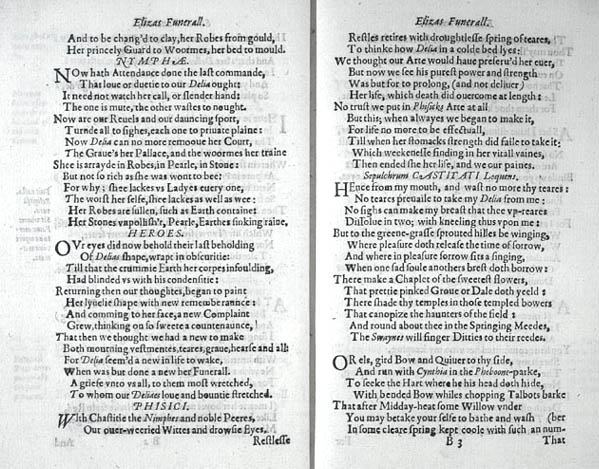 Elizas Funerall.
And to be chang'd to clay, her Robes from gould,
Her princely Guard to Woormes, her bed to mould.
NYMPHÆ.
NOw hath Attendance done the last commande,
That loue or duetie to our Delia ought:
It need not watch her call, or slender hand:
The one is mute, the other wastes to nought.
Now are our Reuels and our dauncing sport,
Turnde all to sighes, each one to priuate plaine:
Now Delia can no more remooue her Court,
The Graue's her Pallace, and the woormes her traine
Shee is arrayde in Robes, in Pearle, in Stone:
But not so rich as she was wont to bee:
For why; shee lackes vs Ladyes euery one,
The worst her selfe, shee lackes as well as wee:
Her Robes are sullen, such as Earth containe:
Her Stones vapolish't, Pearle, Earthes sinking raine,
HEROES.
OVr eyes did now behold their last beholding
Of Delias shape, wrapt in obscuritie:
Till that the crummie Earth her corpes infoulding,
Had blinded vs with his condensitie:
Returning then our thoughtes, began to paint
Her lyuelie shape with new rememberannce:
And comming to her face, a new Complaint
Grew, thinking on so sweete a countenaunce,
That then we thought we had a new to make
Both mourning vestmentes, teares, graue, hearse and all:
For Delia seem'd a new in life to wake,
When was but done a new her Funerall.
A griefe vnto vs all, to them most wretched,
To whom our Delias loue and bountie stretched.
PHISICI.
With Chastitie the Nimphes and noble Peeres,
Our ouer-weeried Wittes and drowsie Eyes,
Restlesse
Elizas Funerall.
Restles retires with droughtlesse spring of teares,
To thinke how Delia in a colde bed lyes:
We thought our Arte would haue preseru'd her euer,
But now we see his purest power and strength
Was but for to prolong, (and not deliuer)
Her life, which death did ouercome at length:
No trust we put in Phisicks Arte at all
But this; when alwayes we began to make it,
For life no more to be effectuall,
Till when her stomacks strength did faile to take it:
Which weekenesse finding in her vitall vaines,
Then ended she her life, and we our paines.
Sepulchrum CASTITATI Loquens.
HEnce from my mouth, and wast no more thy teares:
No teares preuaile to take my Delia from me:
No sighs can make my breast that thee vp-reares
Dissolue in two; with kneeling thus vpon me:
But to the greene-grasse sprouted hilles be winging,
Where pleasure doth release the time of sorrow,
And where in pleasure sorrow sits a singing,
When one sad soule anothers brest doth borrow:
There make a Chaplet of the sweetest flowers,
That prettie pinked Groue or Dale doth yeeld:
There shade thy temples in those templed bowers
That canopize the haunters of the field:
And round about thee in the Springing Meedes,
The Swaynes will singer Ditties to their reedes.
OR els, gird Bow and Quiuer to thy side,
And run with Cynthia in the Pheboone-parke,
To seeke the Hart where he his head doth hide,
With bended Bow whiles chopping Talbots barke
That after Midday-heat some Willow vnder
You may betake your selfe to bathe and wash (ber
In some cleare spring kept coole with such an num-
B 3
That